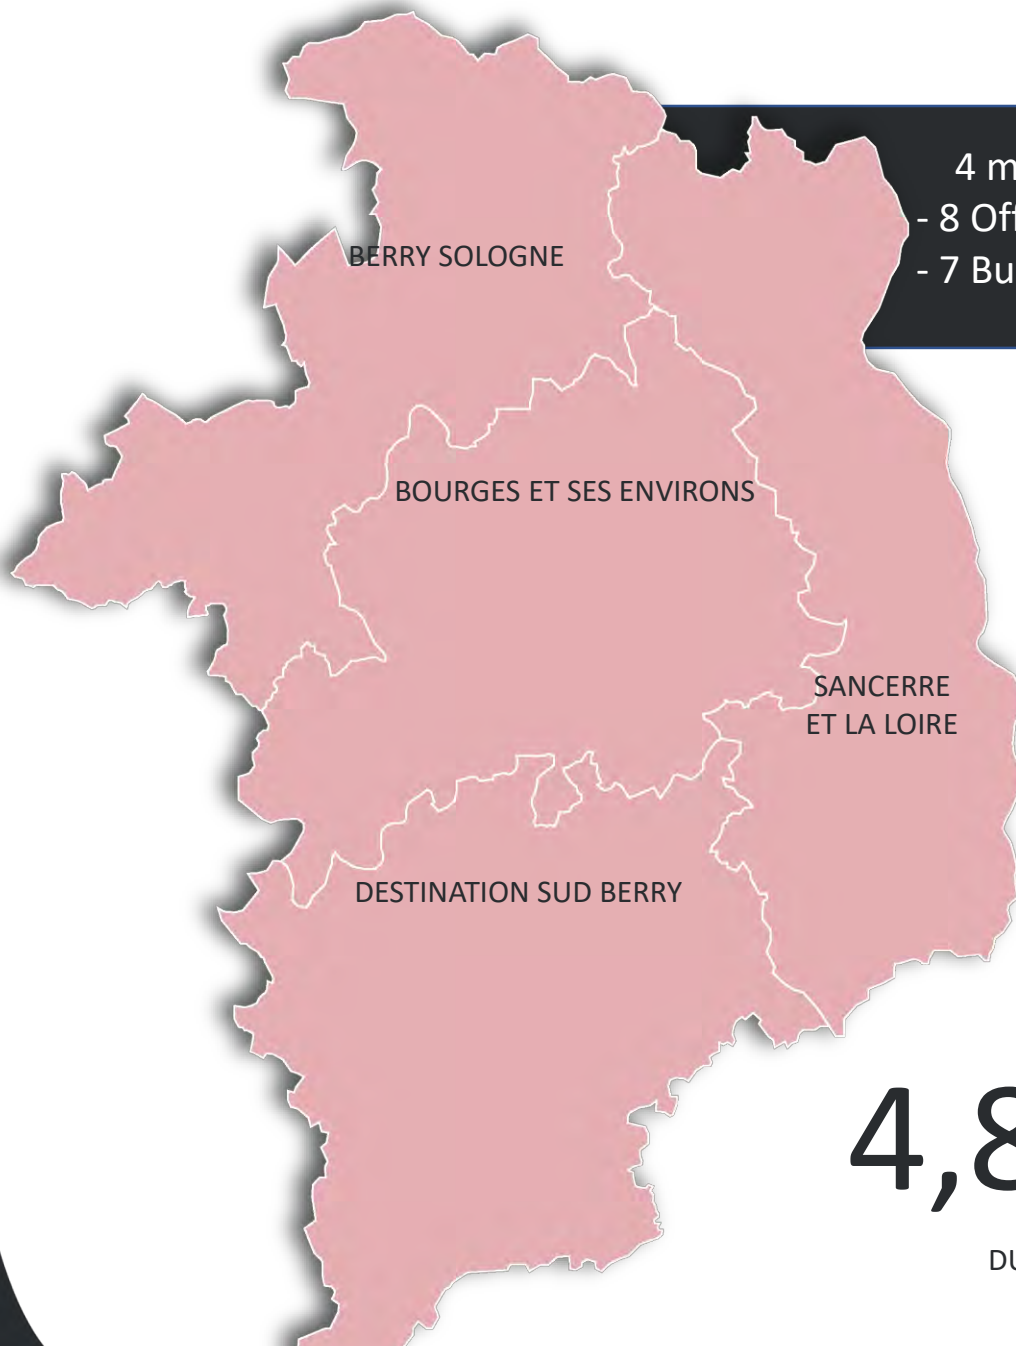 4 m
- 8 Off
- 7 Bu
BERRY SOLOGNE
BOURGES ET SES ENVIRONS
SANCERRE
ET LA LOIRE
DESTINATION SUD BERRY
4,8
DU